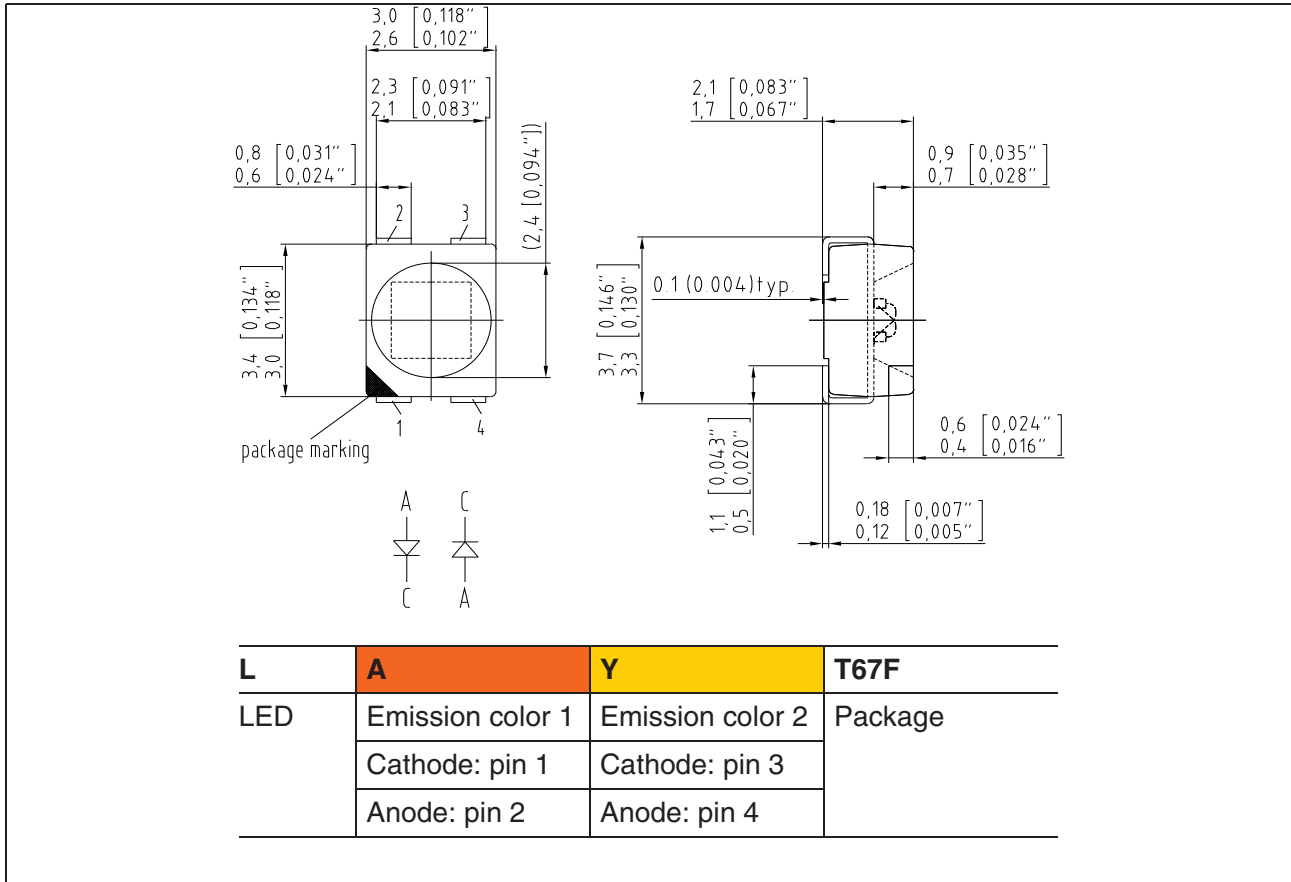 3,0 [0,118"]
2,6 [0,102"]
2,3 [0,091"]
2,1 [0,083"]
0,8 [0,031"]
0,6 [0,024"]
(2,4 [0,094"])
2 3
3,4 [0,134"]
3,0 [0,118"]
1 4
package marking
2,1 [0,083"]
1,7 [0,067"]
0,9 [0,035"]
0,7 [0,028"]
0.1 (0.004) typ.
3,7 [0,146"]
3,3 [0,130"]
1,1 [0,043"]
0,5 [0,020"]
0,6 [0,024"]
0,4 [0,016"]
0,18 [0,007"]
0,12 [0,005"]
A C
C A
L A Y T67F
LED Emission color 1 Emission color 2 Package
Cathode: pin 1 Cathode: pin 3
Anode: pin 2 Anode: pin 4